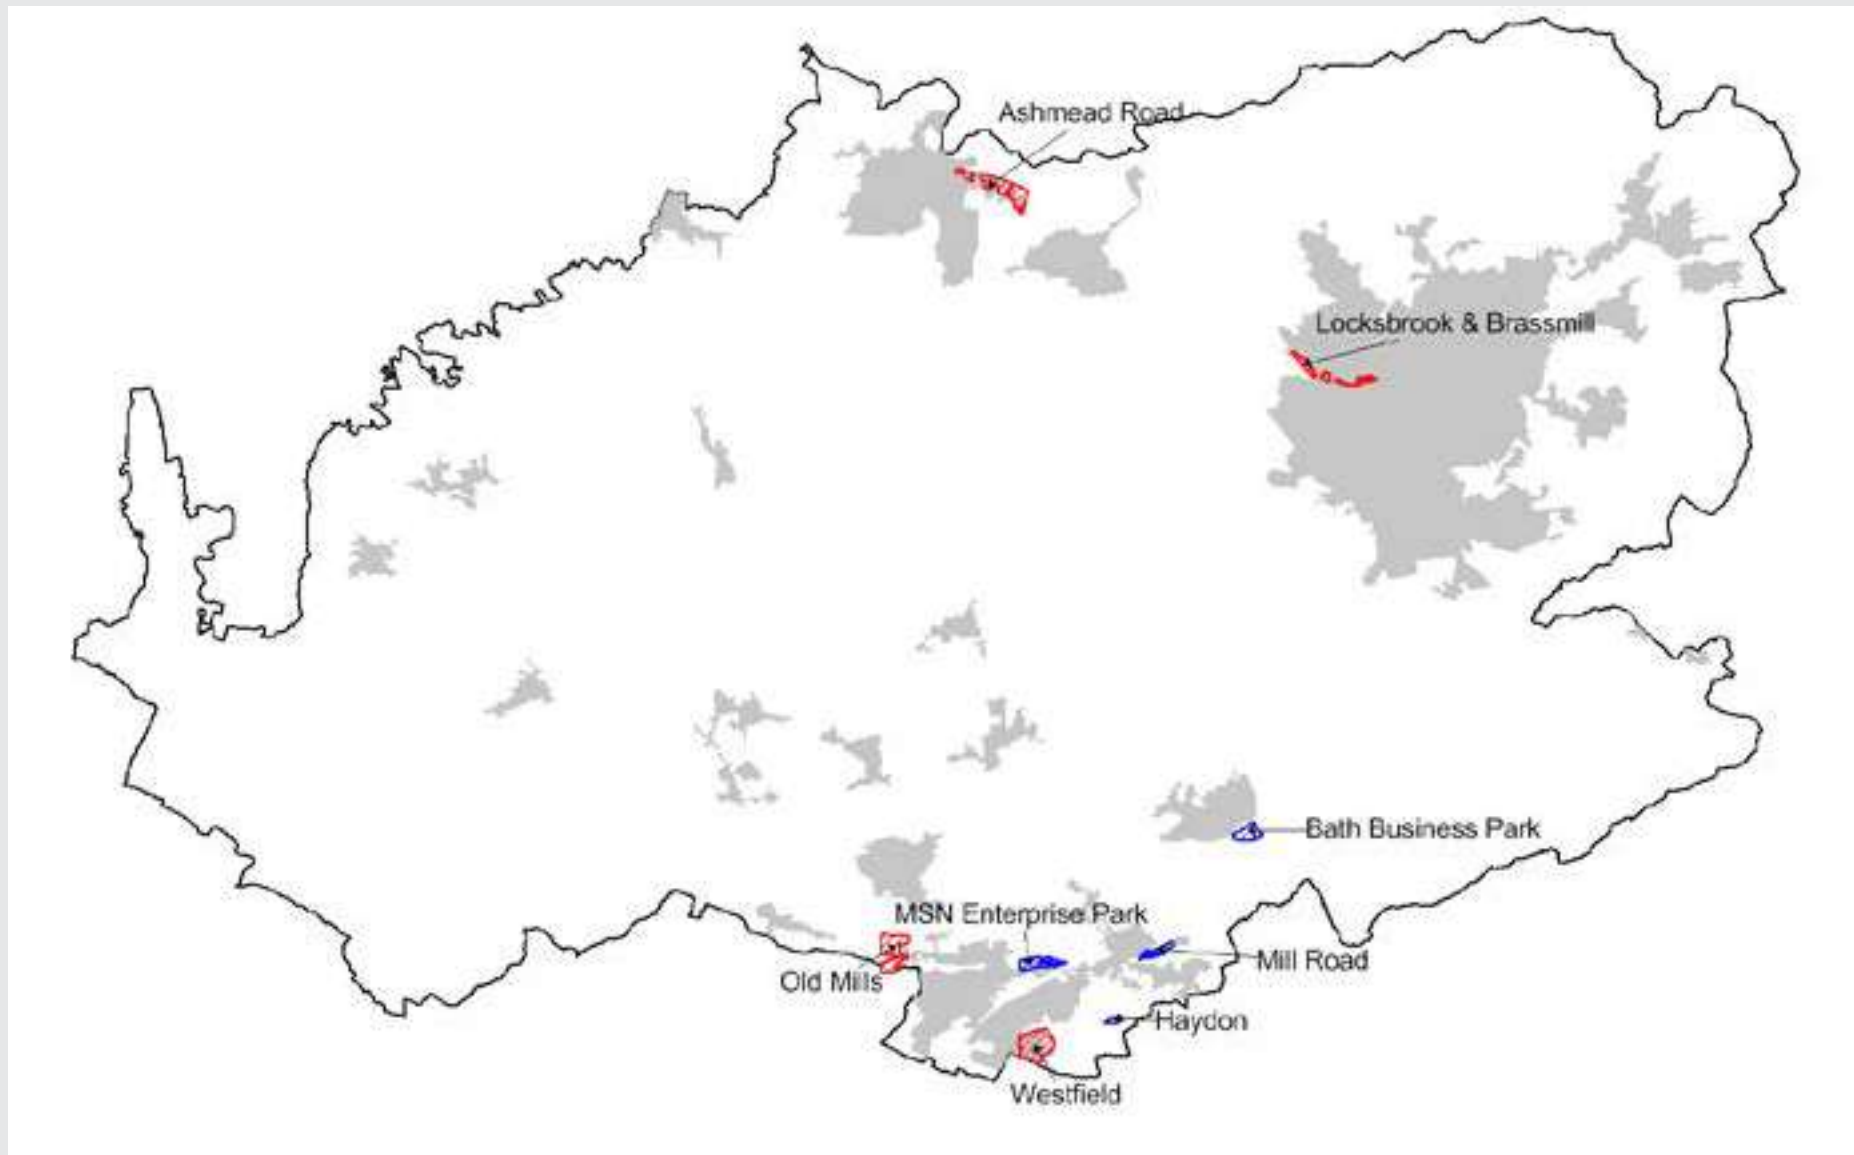 Ashmead Road
Locksbrook & Brassmill
Bath Business Park
MSN Enterprise Park
Mill Road
Old Mills
Haydon
Westfield